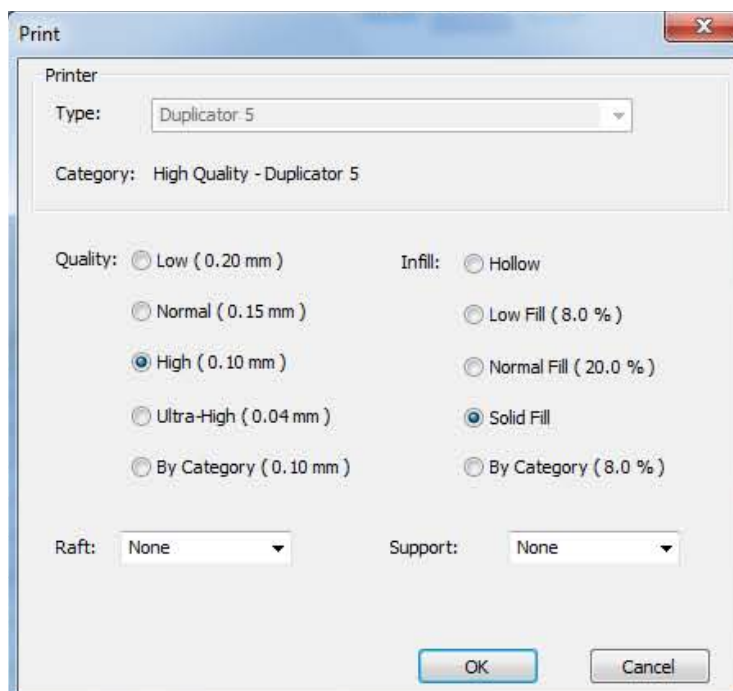 Print
Printer
Type: Duplicator 5
Category: High Quality - Duplicator 5
Quality: Low ( 0.20 mm ) Infill: Hollow
Normal ( 0.15 mm ) Low Fill ( 8.0 % )
High ( 0.10 mm ) Normal Fill ( 20.0 % )
Ultra-High ( 0.04 mm ) Solid Fill
By Category ( 0.10 mm ) By Category ( 8.0 % )
Raft: None Support: None
OK Cancel